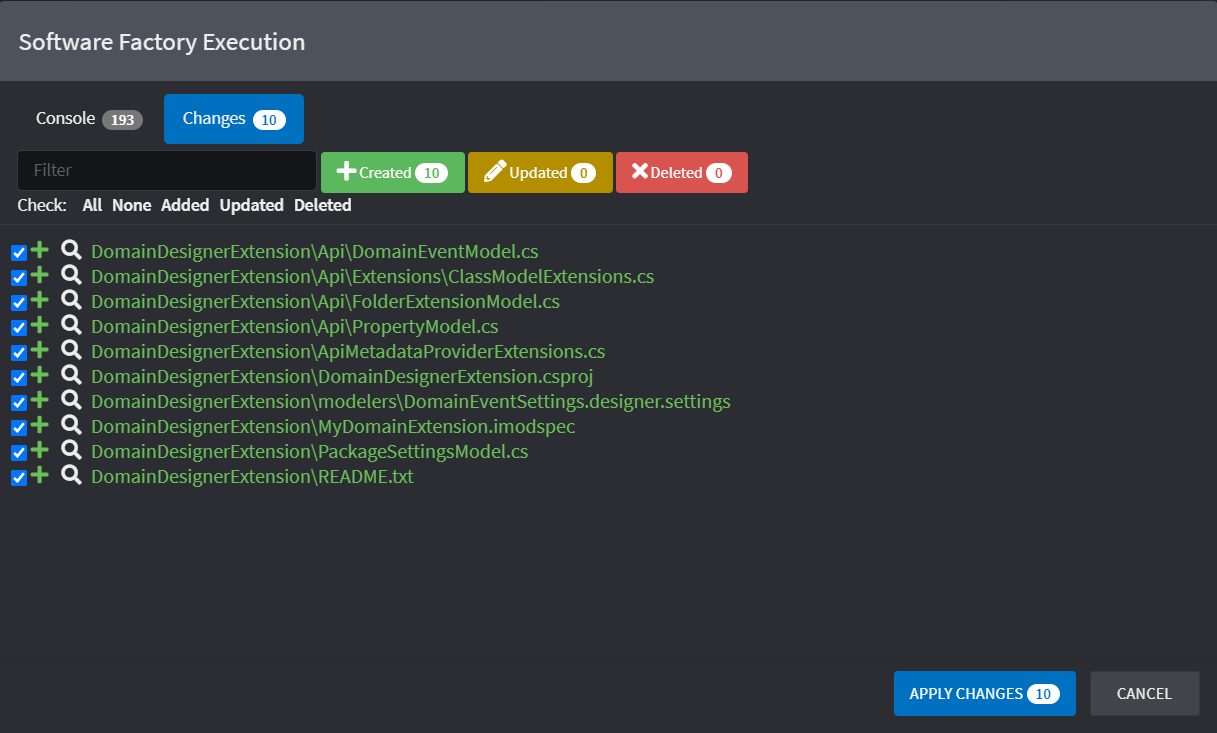 Software Factory Execution
Console 193 Changes 10
Filter Created 10 Updated 0 Deleted 0
Check: All None Added Updated Deleted
DomainDesignerExtension\Api\DomainEventModel.cs
DomainDesignerExtension\Api\Extensions\ClassModelExtensions.cs
DomainDesignerExtension\Api\FolderExtensionModel.cs
DomainDesignerExtension\Api\PropertyModel.cs
DomainDesignerExtension\ApiMetadataProviderExtensions.cs
DomainDesignerExtension\DomainDesignerExtension.csproj
DomainDesignerExtension\modelers\DomainEventSettings.designer.settings
DomainDesignerExtension\MyDomainExtension.imodspec
DomainDesignerExtension\PackageSettingsModel.cs
DomainDesignerExtension\README.txt
APPLY CHANGES 10 CANCEL